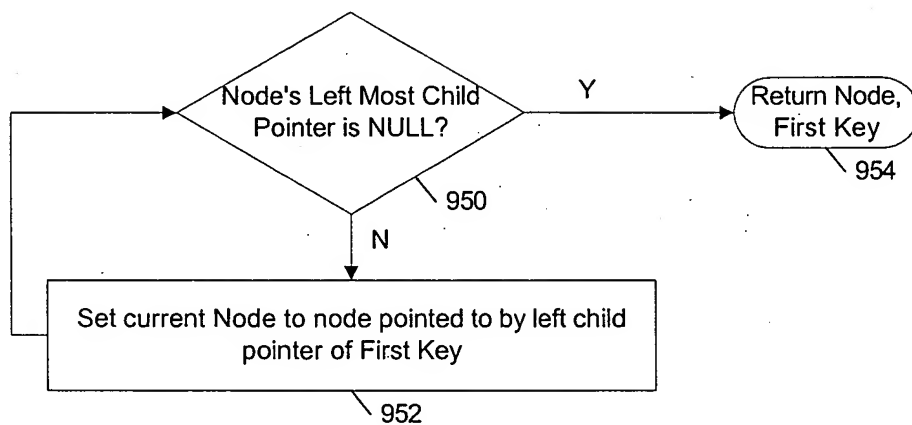 Node's Left Most Child
Pointer is NULL?
Y
Return Node,
First Key
954
950
N
Set current Node to node pointed to by left child
pointer of First Key
952